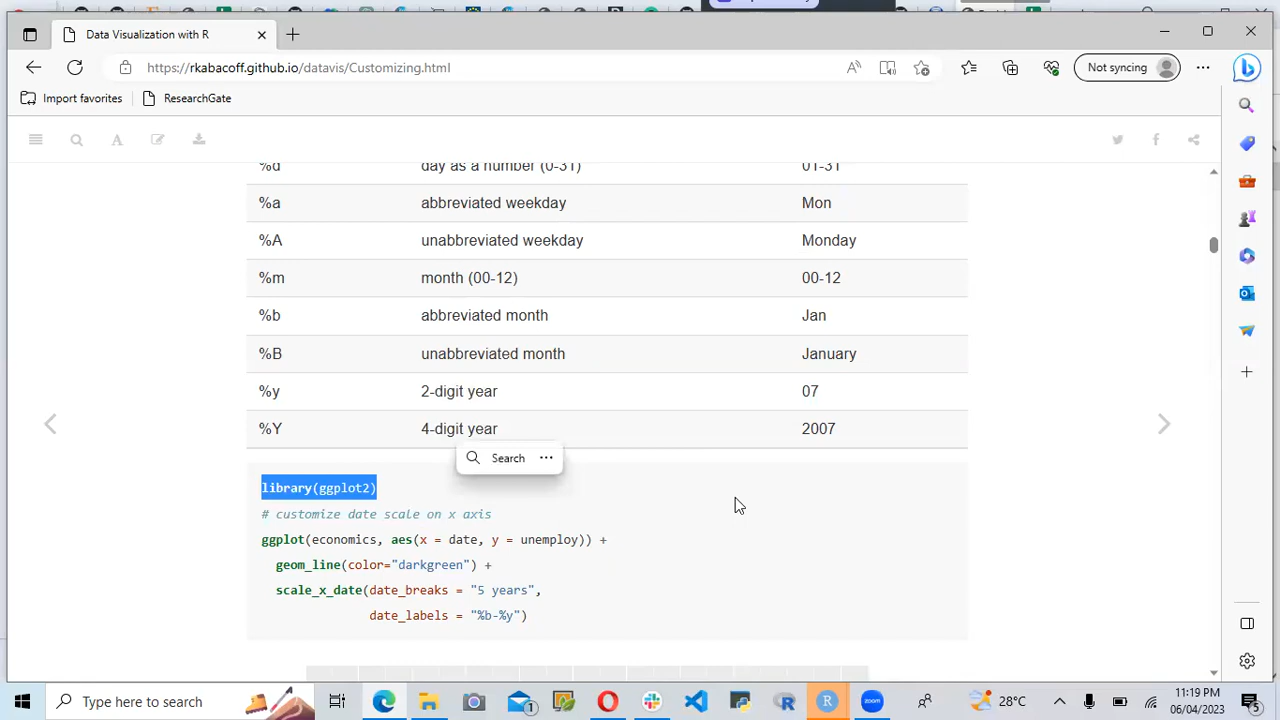 Data Visualization with R
https://rkabacoff.github.io/datavis/Customizing.html
Not syncing
Import favorites
ResearchGate
%d day as a number (0-31) 01-31
%a abbreviated weekday Mon
%A unabbreviated weekday Monday
%m month (00-12) 00-12
%b abbreviated month Jan
%B unabbreviated month January
%y 2-digit year 07
%Y 4-digit year 2007
Search
library(ggplot2)
# customize date scale on x axis
ggplot(economics, aes(x = date, y = unemploy)) +
geom_line(color="darkgreen") +
scale_x_date(date_breaks = "5 years",
date_labels = "%b-%y")
Type here to search
28°C
11:19 PM
06/04/2023